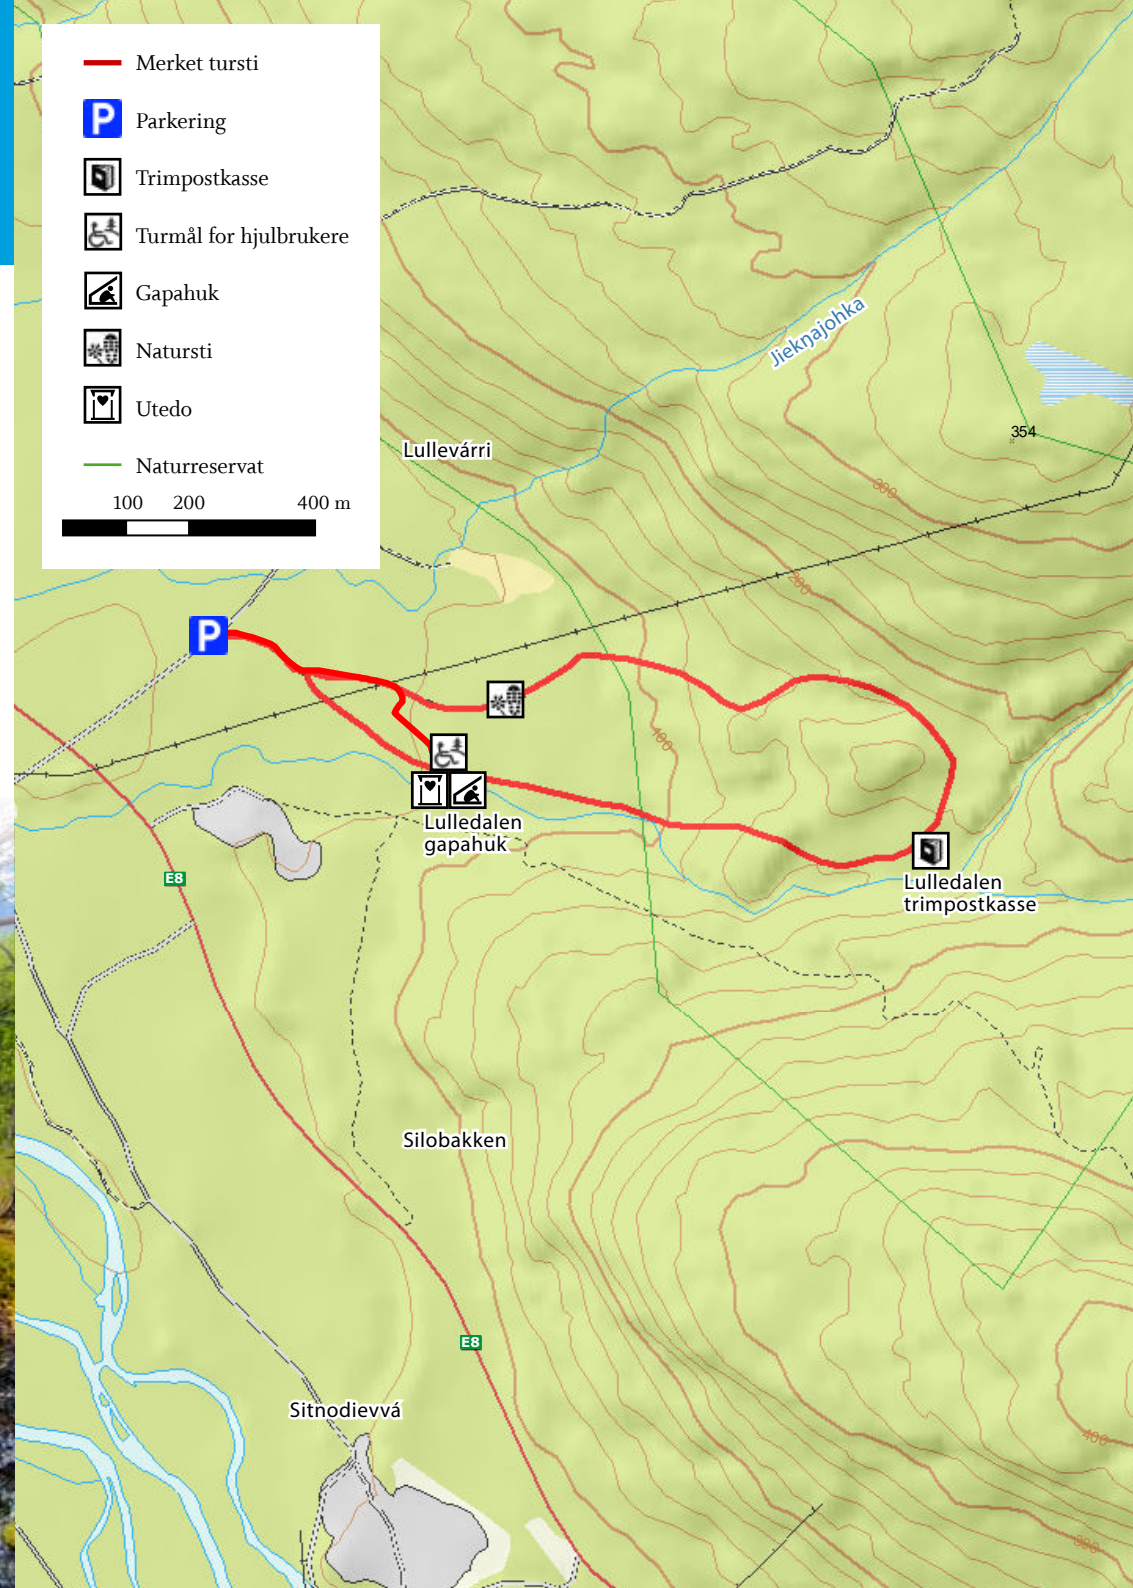 Merket tursti
P
Parkering
Trimpostkasse
Turmål for hjulbrukere
Gapahuk
Natursti
Utedo
Naturreservat
100 200 400 m
Jiekŋajohka
354
Lullevárri
300
200
P
100
Lulledalen
gapahuk
E8
Lulledalen
trimpostkasse
Silobakken
E8
Sitnodievvá
400
300